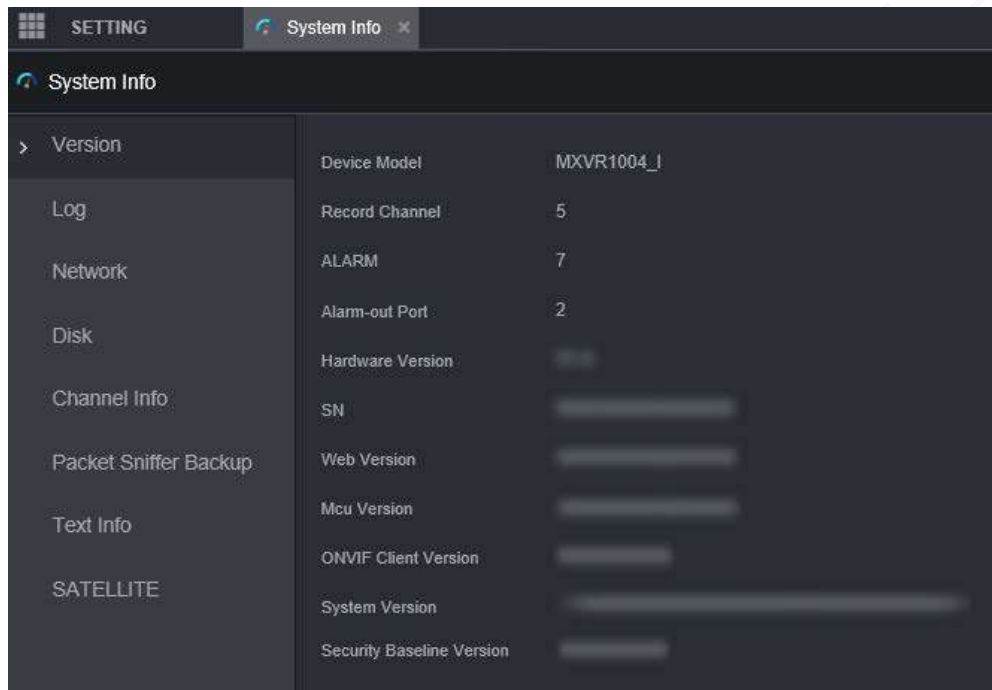 SETTING
System Info
System Info
Version
Log
Network
Disk
Channel Info
Packet Sniffer Backup
Text Info
SATELLITE
Device Model MXVR1004_I
Record Channel 5
ALARM 7
Alarm-out Port 2
Hardware Version
SN
Web Version
Mcu Version
ONVIF Client Version
System Version
Security Baseline Version